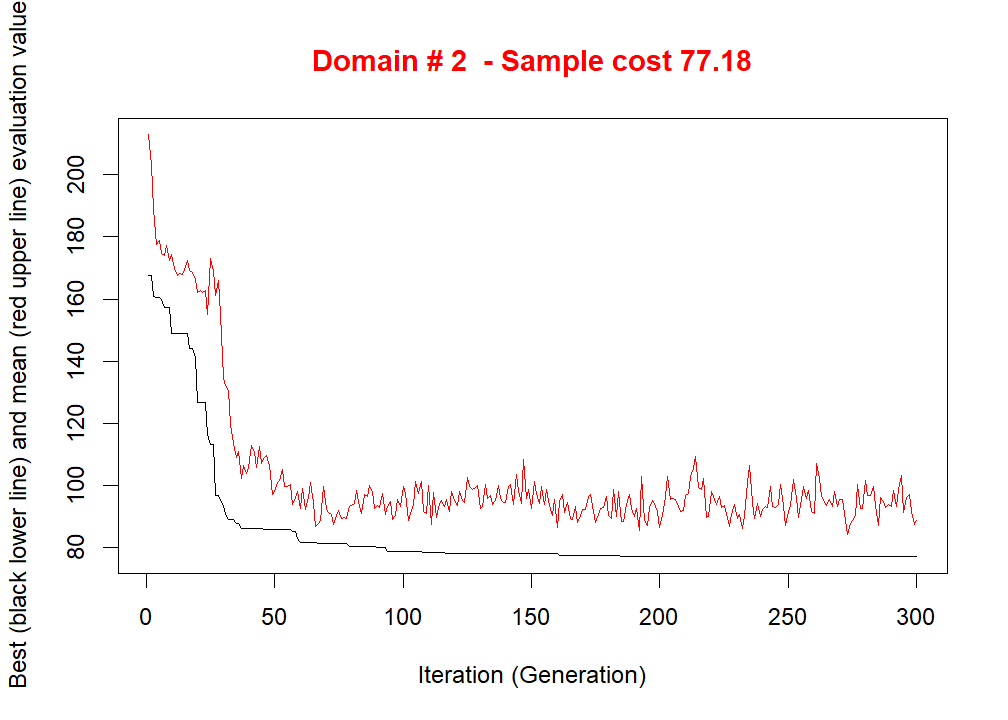 Domain # 2  - Sample cost 77.18
Best (black lower line) and mean (red upper line) evaluation value
200
180
160
140
120
100
80
0 50 100 150 200 250 300
Iteration (Generation)